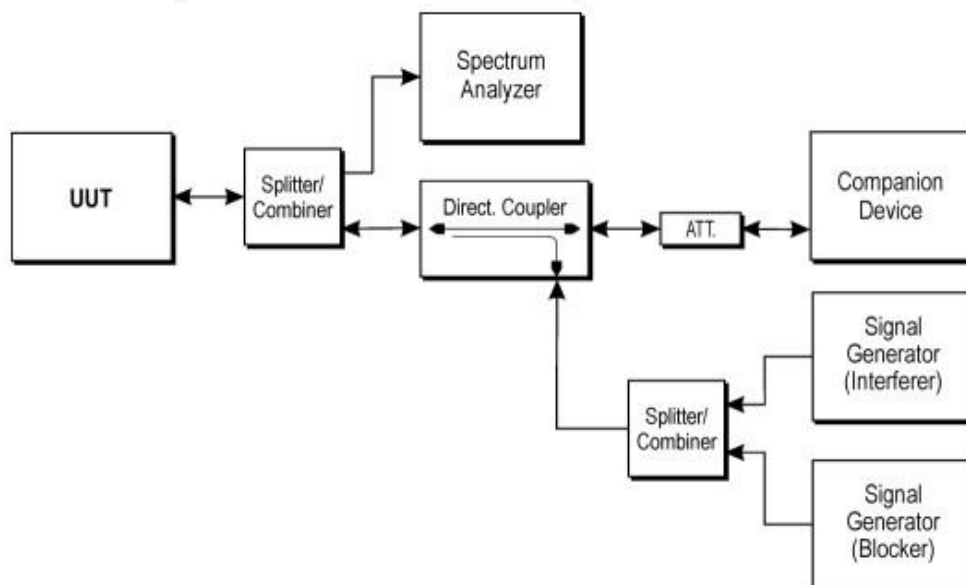 Spectrum
Analyzer
UUT
Splitter/
Combiner
Direct. Coupler
ATT.
Companion
Device
Signal
Generator
(Interferer)
Splitter/
Combiner
Signal
Generator
(Blocker)